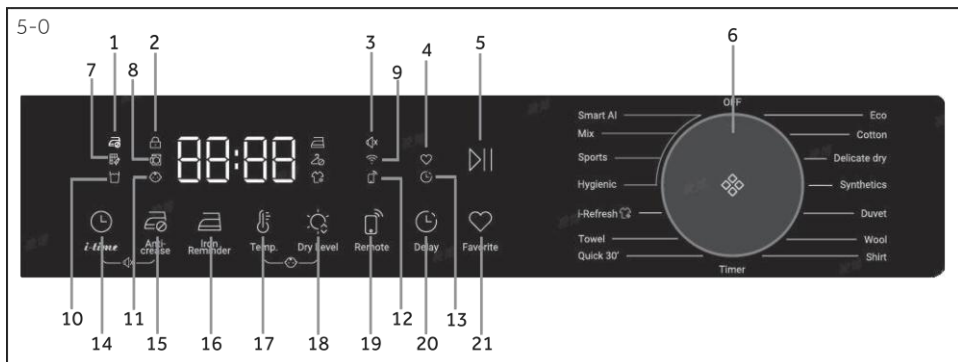 5-0
1 2 3 4 5 6
7 8 9
OFF
Smart AI
Eco
Mix
Cotton
Sports
Delicate dry
Hygienic
Synthetics
i-Refresh
Duvet
Towel
Wool
Quick 30'
Shirt
Timer
88:88
i-time
Anti-
crease
Iron
Reminder
Temp.
Dry Level
Remote
Delay
Favorite
10 11 12 13
14 15 16 17 18 19 20 21